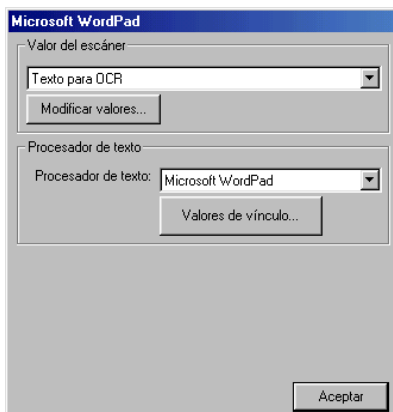 Microsoft WordPad
Valor del escáner
Texto para OCR
Modificar valores...
Procesador de texto
Procesador de texto: Microsoft WordPad
Valores de vínculo...
Aceptar